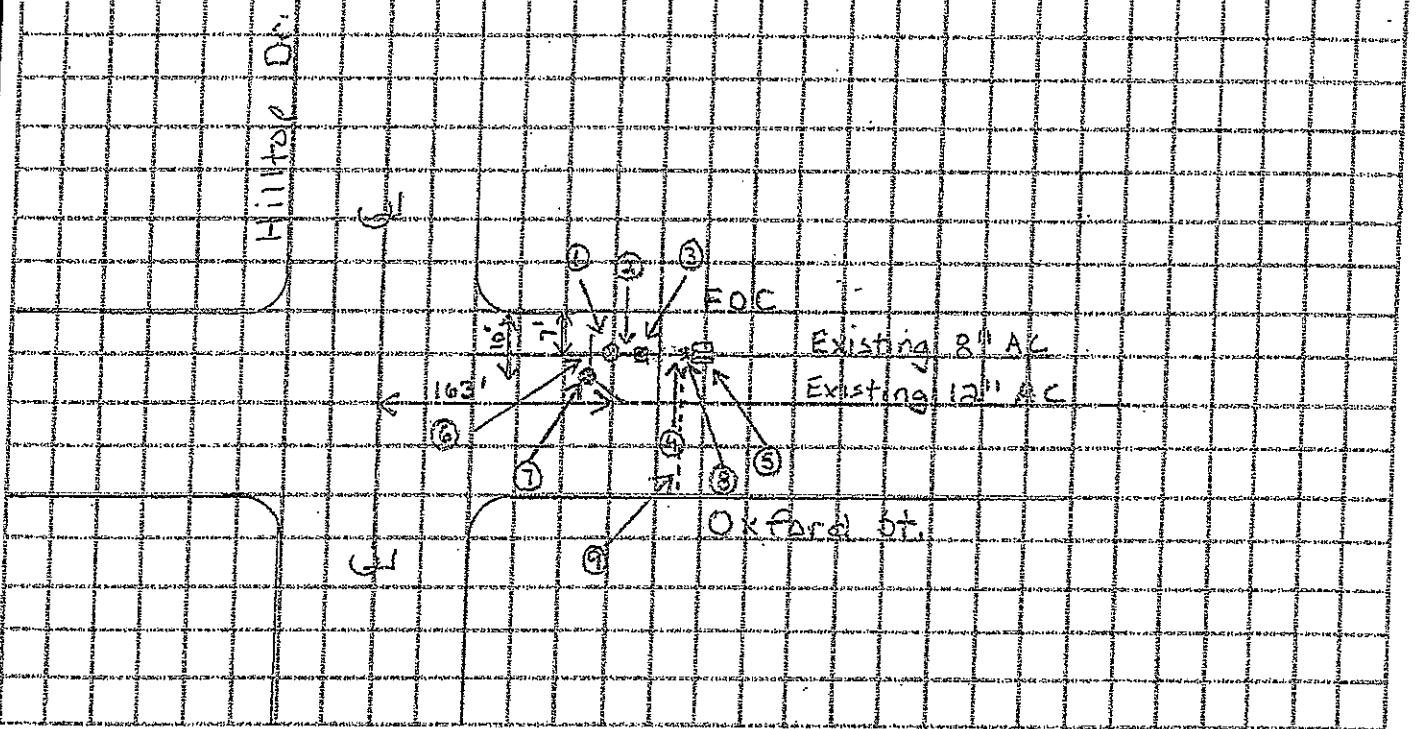 Hilltop Dr.
℄
① ② ③
EOC
10' 7'
Existing 8" AC
163'
Existing 12" AC
⑥ ④
⑦ ⑧ ⑤
Oxford St.
⑨
℄